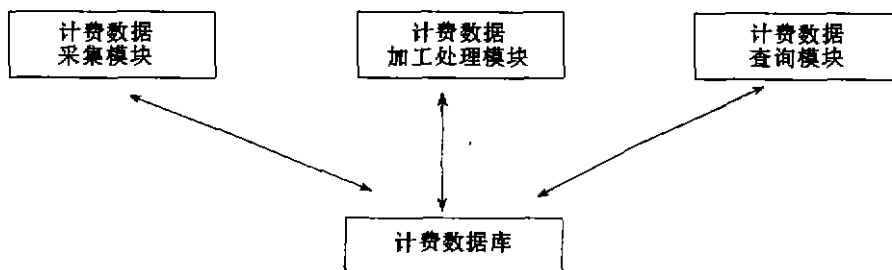 计费数据
采集模块
计费数据
加工处理模块
计费数据
查询模块
计费数据库